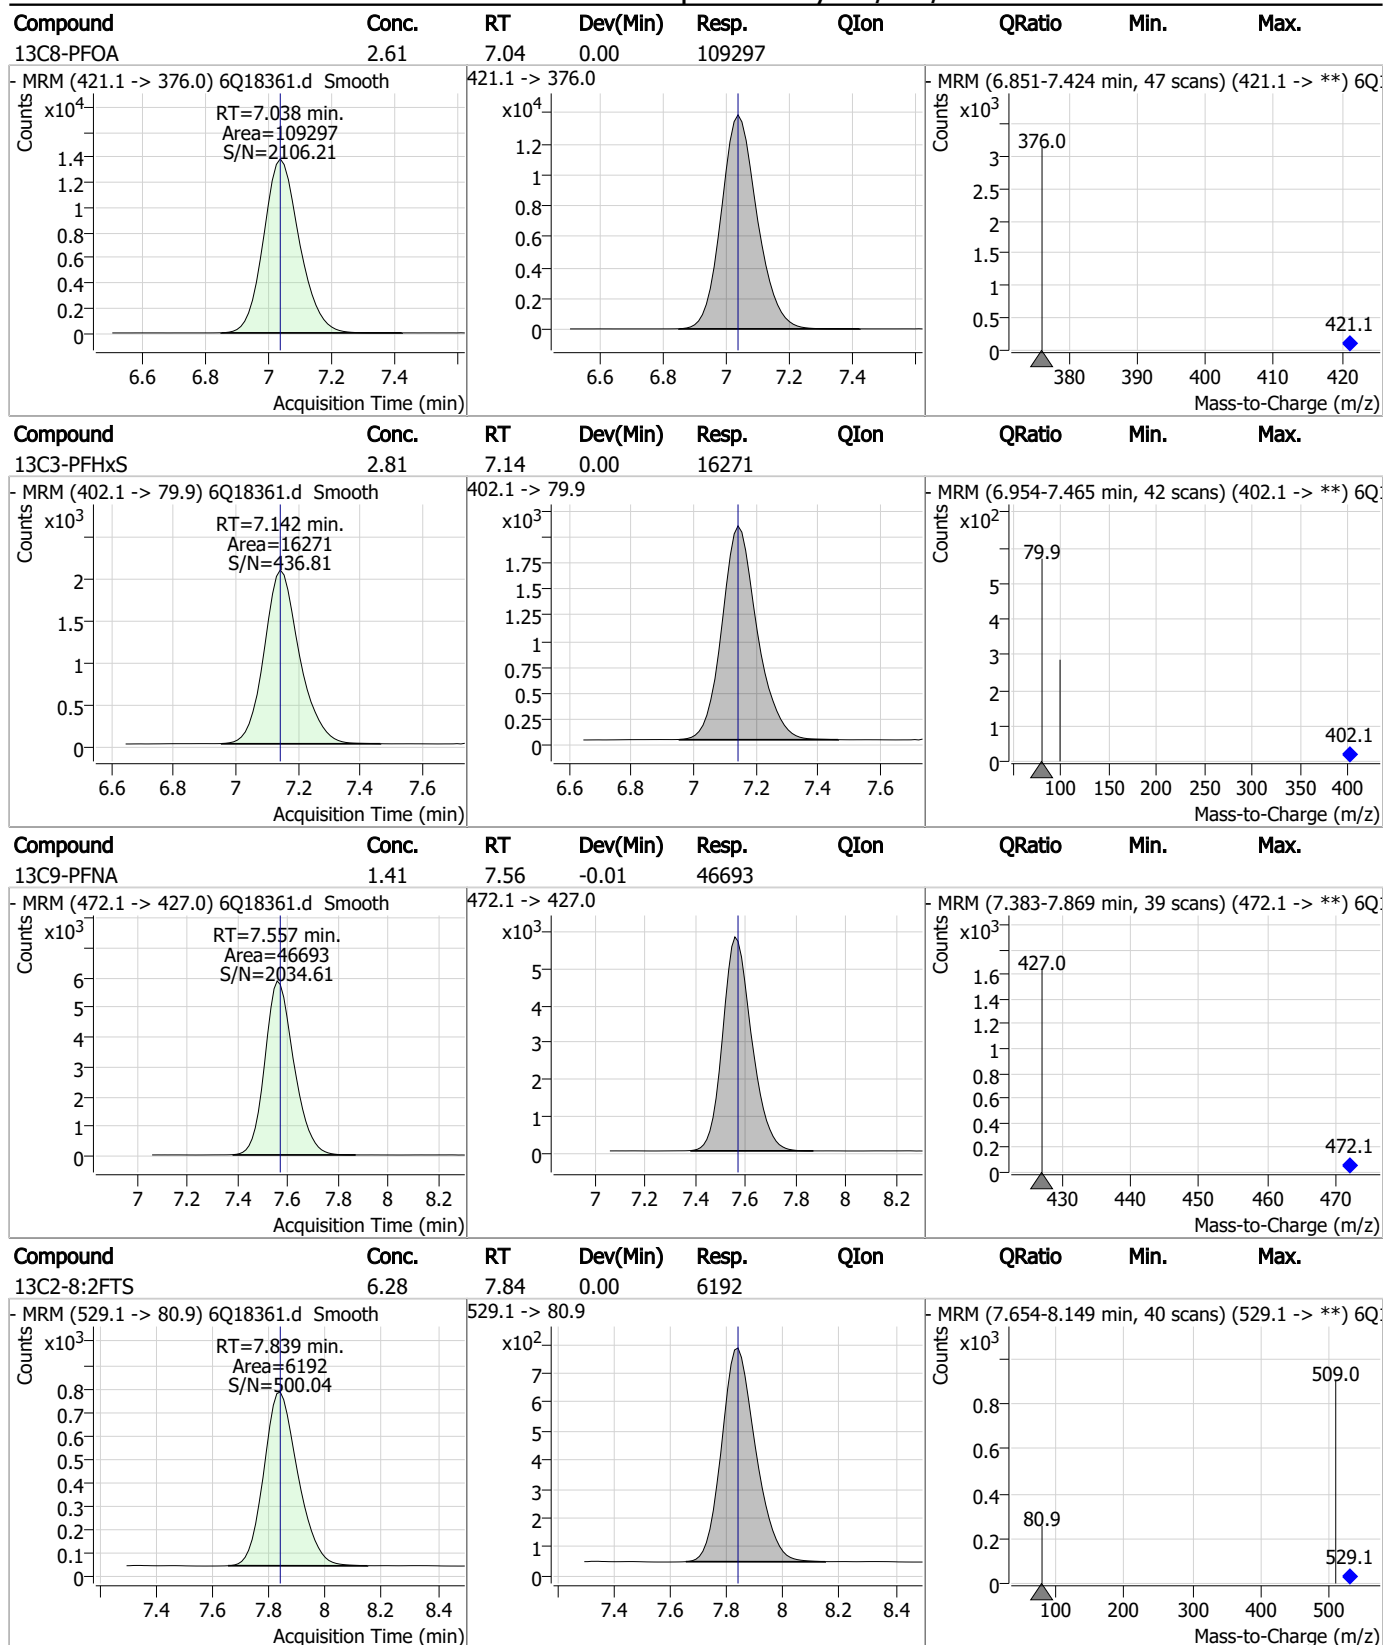 Compound Conc. RT Dev(Min) Resp. QIon QRatio Min. Max.
13C8-PFOA 2.61 7.04 0.00 109297
- MRM (421.1 -> 376.0) 6Q18361.d Smooth
RT=7.038 min.
Area=109297
S/N=2106.21
Counts
x10^4
1.4
1.2
1
0.8
0.6
0.4
0.2
0
6.6 6.8 7 7.2 7.4
Acquisition Time (min)
421.1 -> 376.0
x10^4
1.2
1
0.8
0.6
0.4
0.2
0
6.6 6.8 7 7.2 7.4
- MRM (6.851-7.424 min, 47 scans) (421.1 -> **) 6Q
Counts
x10^3
376.0
3
2.5
2
1.5
1
0.5
0
421.1
380 390 400 410 420
Mass-to-Charge (m/z)
Compound Conc. RT Dev(Min) Resp. QIon QRatio Min. Max.
13C3-PFHxS 2.81 7.14 0.00 16271
- MRM (402.1 -> 79.9) 6Q18361.d Smooth
RT=7.142 min.
Area=16271
S/N=436.81
Counts
x10^3
2
1.5
1
0.5
0
6.6 6.8 7 7.2 7.4 7.6
Acquisition Time (min)
402.1 -> 79.9
x10^3
1.75
1.5
1.25
1
0.75
0.5
0.25
0
6.6 6.8 7 7.2 7.4 7.6
- MRM (6.954-7.465 min, 42 scans) (402.1 -> **) 6Q
Counts
x10^2
79.9
5
4
3
2
1
0
402.1
100 150 200 250 300 350 400
Mass-to-Charge (m/z)
Compound Conc. RT Dev(Min) Resp. QIon QRatio Min. Max.
13C9-PFNA 1.41 7.56 -0.01 46693
- MRM (472.1 -> 427.0) 6Q18361.d Smooth
RT=7.557 min.
Area=46693
S/N=2034.61
Counts
x10^3
6
5
4
3
2
1
0
7 7.2 7.4 7.6 7.8 8 8.2
Acquisition Time (min)
472.1 -> 427.0
x10^3
5
4
3
2
1
0
7 7.2 7.4 7.6 7.8 8 8.2
- MRM (7.383-7.869 min, 39 scans) (472.1 -> **) 6Q
Counts
x10^3
427.0
1.6
1.4
1.2
1
0.8
0.6
0.4
0.2
0
472.1
430 440 450 460 470
Mass-to-Charge (m/z)
Compound Conc. RT Dev(Min) Resp. QIon QRatio Min. Max.
13C2-8:2FTS 6.28 7.84 0.00 6192
- MRM (529.1 -> 80.9) 6Q18361.d Smooth
RT=7.839 min.
Area=6192
S/N=500.04
Counts
x10^3
0.8
0.7
0.6
0.5
0.4
0.3
0.2
0.1
0
7.4 7.6 7.8 8 8.2 8.4
Acquisition Time (min)
529.1 -> 80.9
x10^2
7
6
5
4
3
2
1
0
7.4 7.6 7.8 8 8.2 8.4
- MRM (7.654-8.149 min, 40 scans) (529.1 -> **) 6Q
Counts
x10^3
509.0
0.8
0.6
0.4
0.2
0
80.9
529.1
100 200 300 400 500
Mass-to-Charge (m/z)